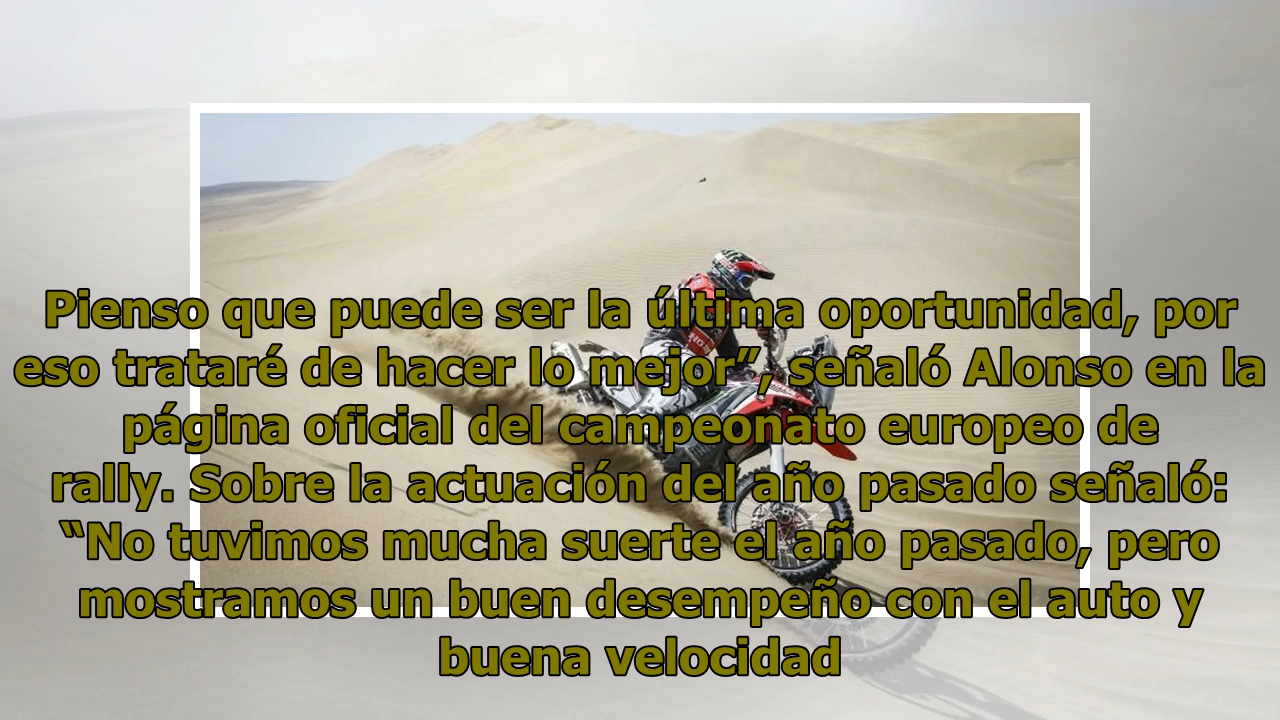 Pienso que puede ser la última oportunidad, por
eso trataré de hacer lo mejor”, señaló Alonso en la
página oficial del campeonato europeo de
rally. Sobre la actuación del año pasado señaló:
“No tuvimos mucha suerte el año pasado, pero
mostramos un buen desempeño con el auto y
buena velocidad